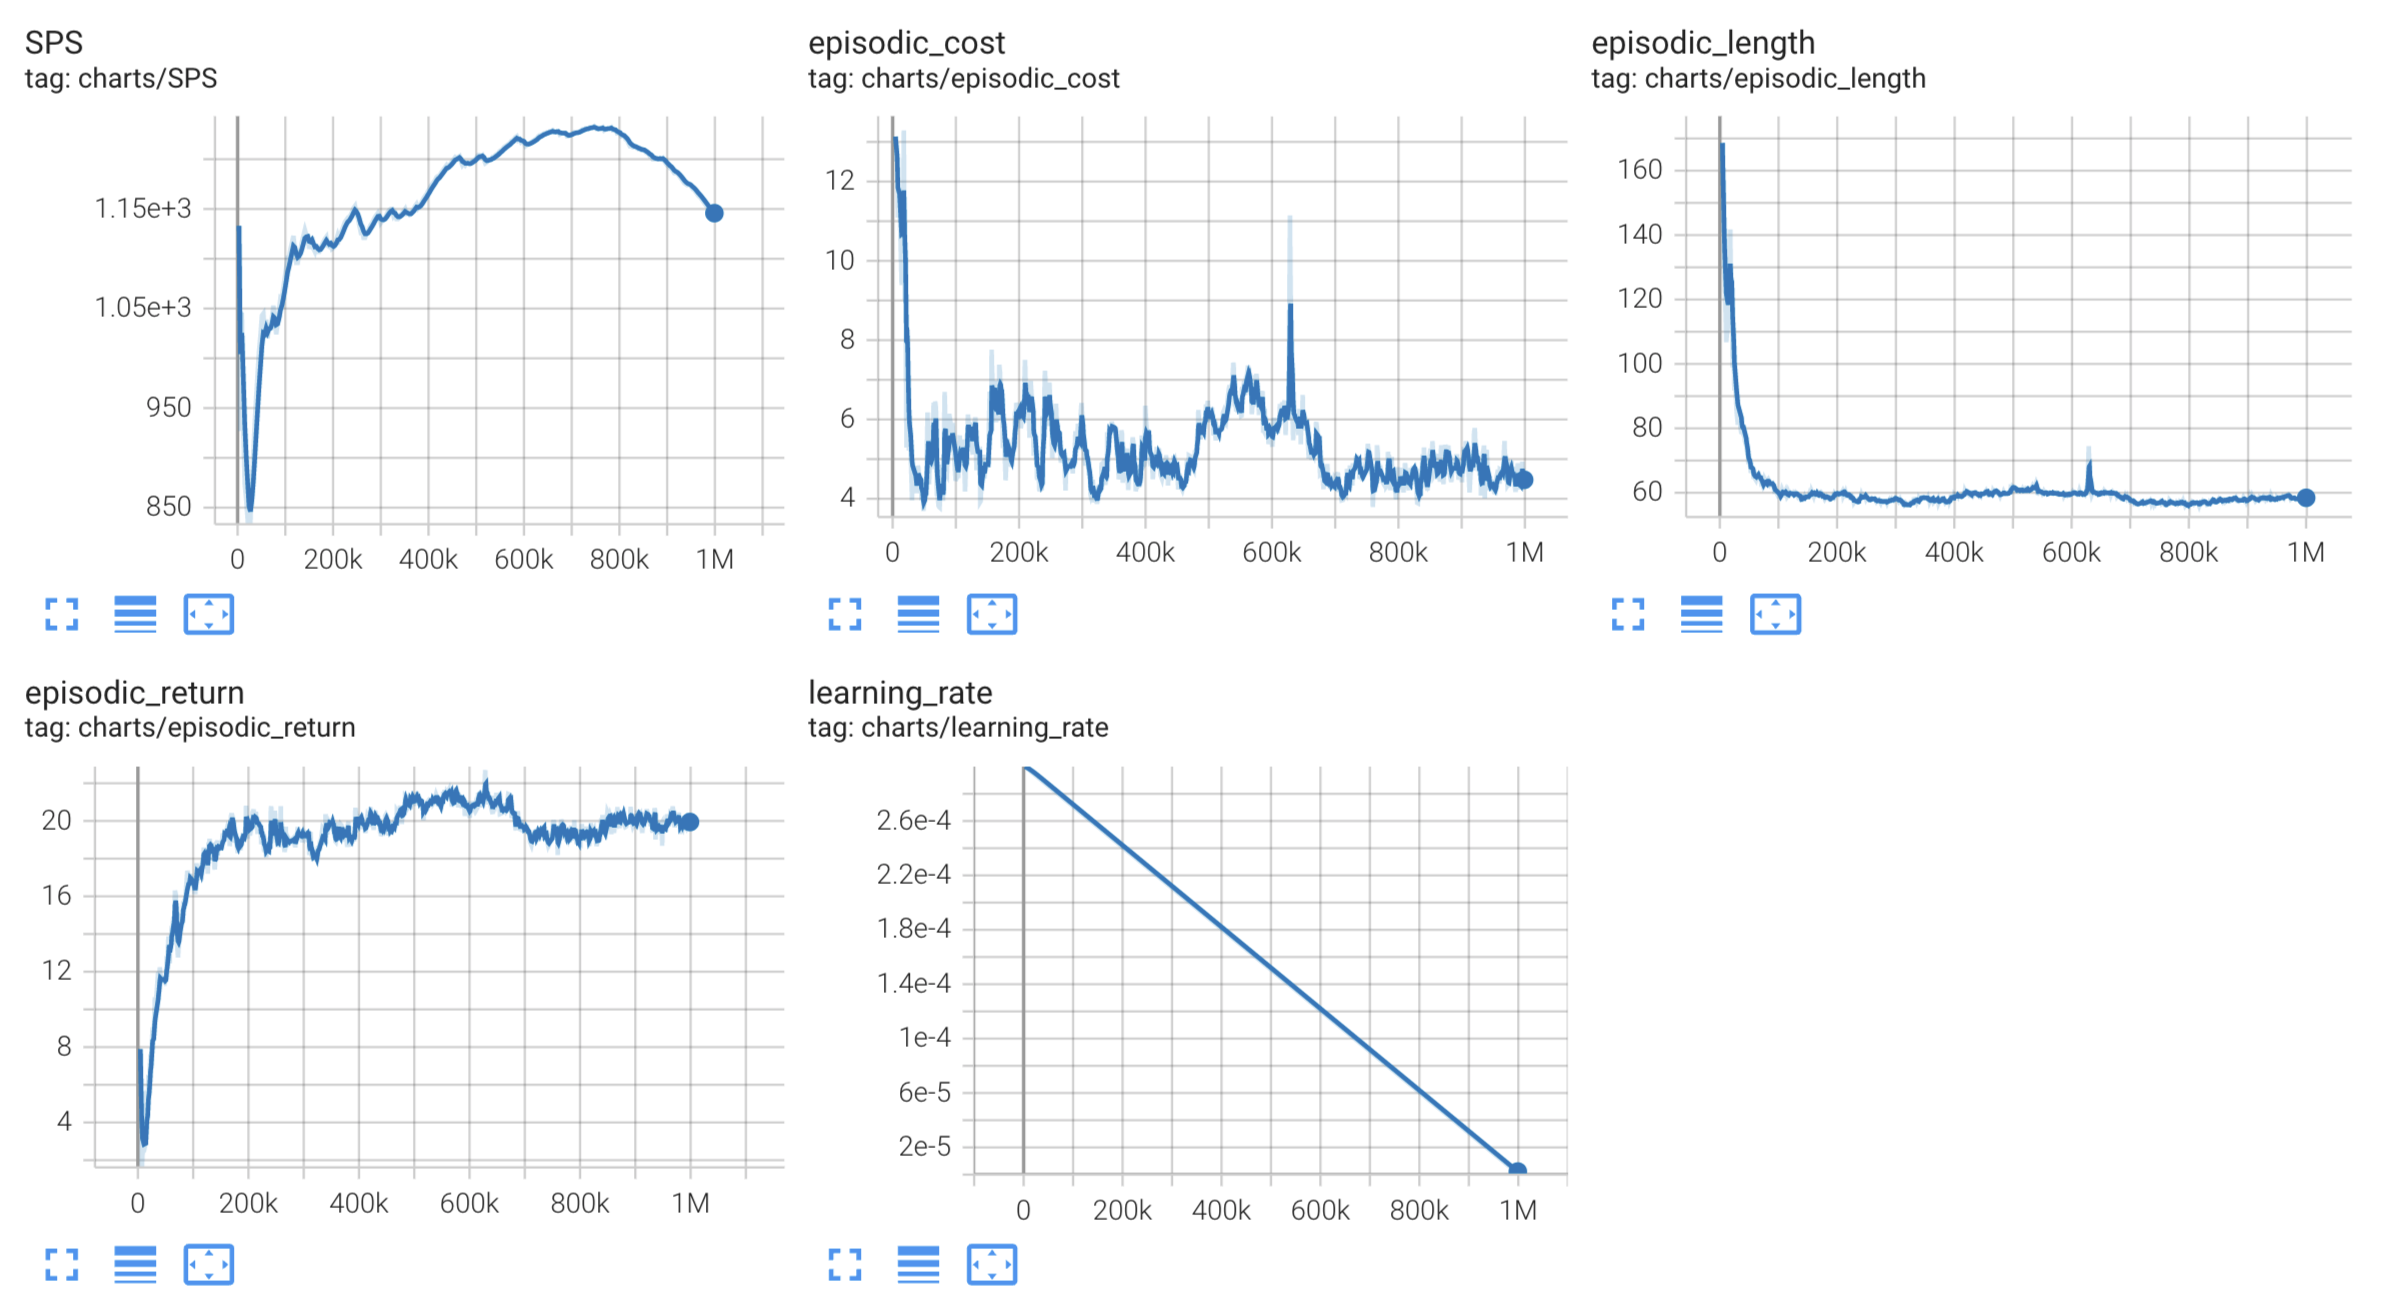 SPS
tag: charts/SPS
1.15e+3
1.05e+3
950
850
0 200k 400k 600k 800k 1M
episodic_cost
tag: charts/episodic_cost
12
10
8
6
4
0 200k 400k 600k 800k 1M
episodic_length
tag: charts/episodic_length
160
140
120
100
80
60
0 200k 400k 600k 800k 1M
episodic_return
tag: charts/episodic_return
20
16
12
8
4
0 200k 400k 600k 800k 1M
learning_rate
tag: charts/learning_rate
2.6e-4
2.2e-4
1.8e-4
1.4e-4
1e-4
6e-5
2e-5
0 200k 400k 600k 800k 1M